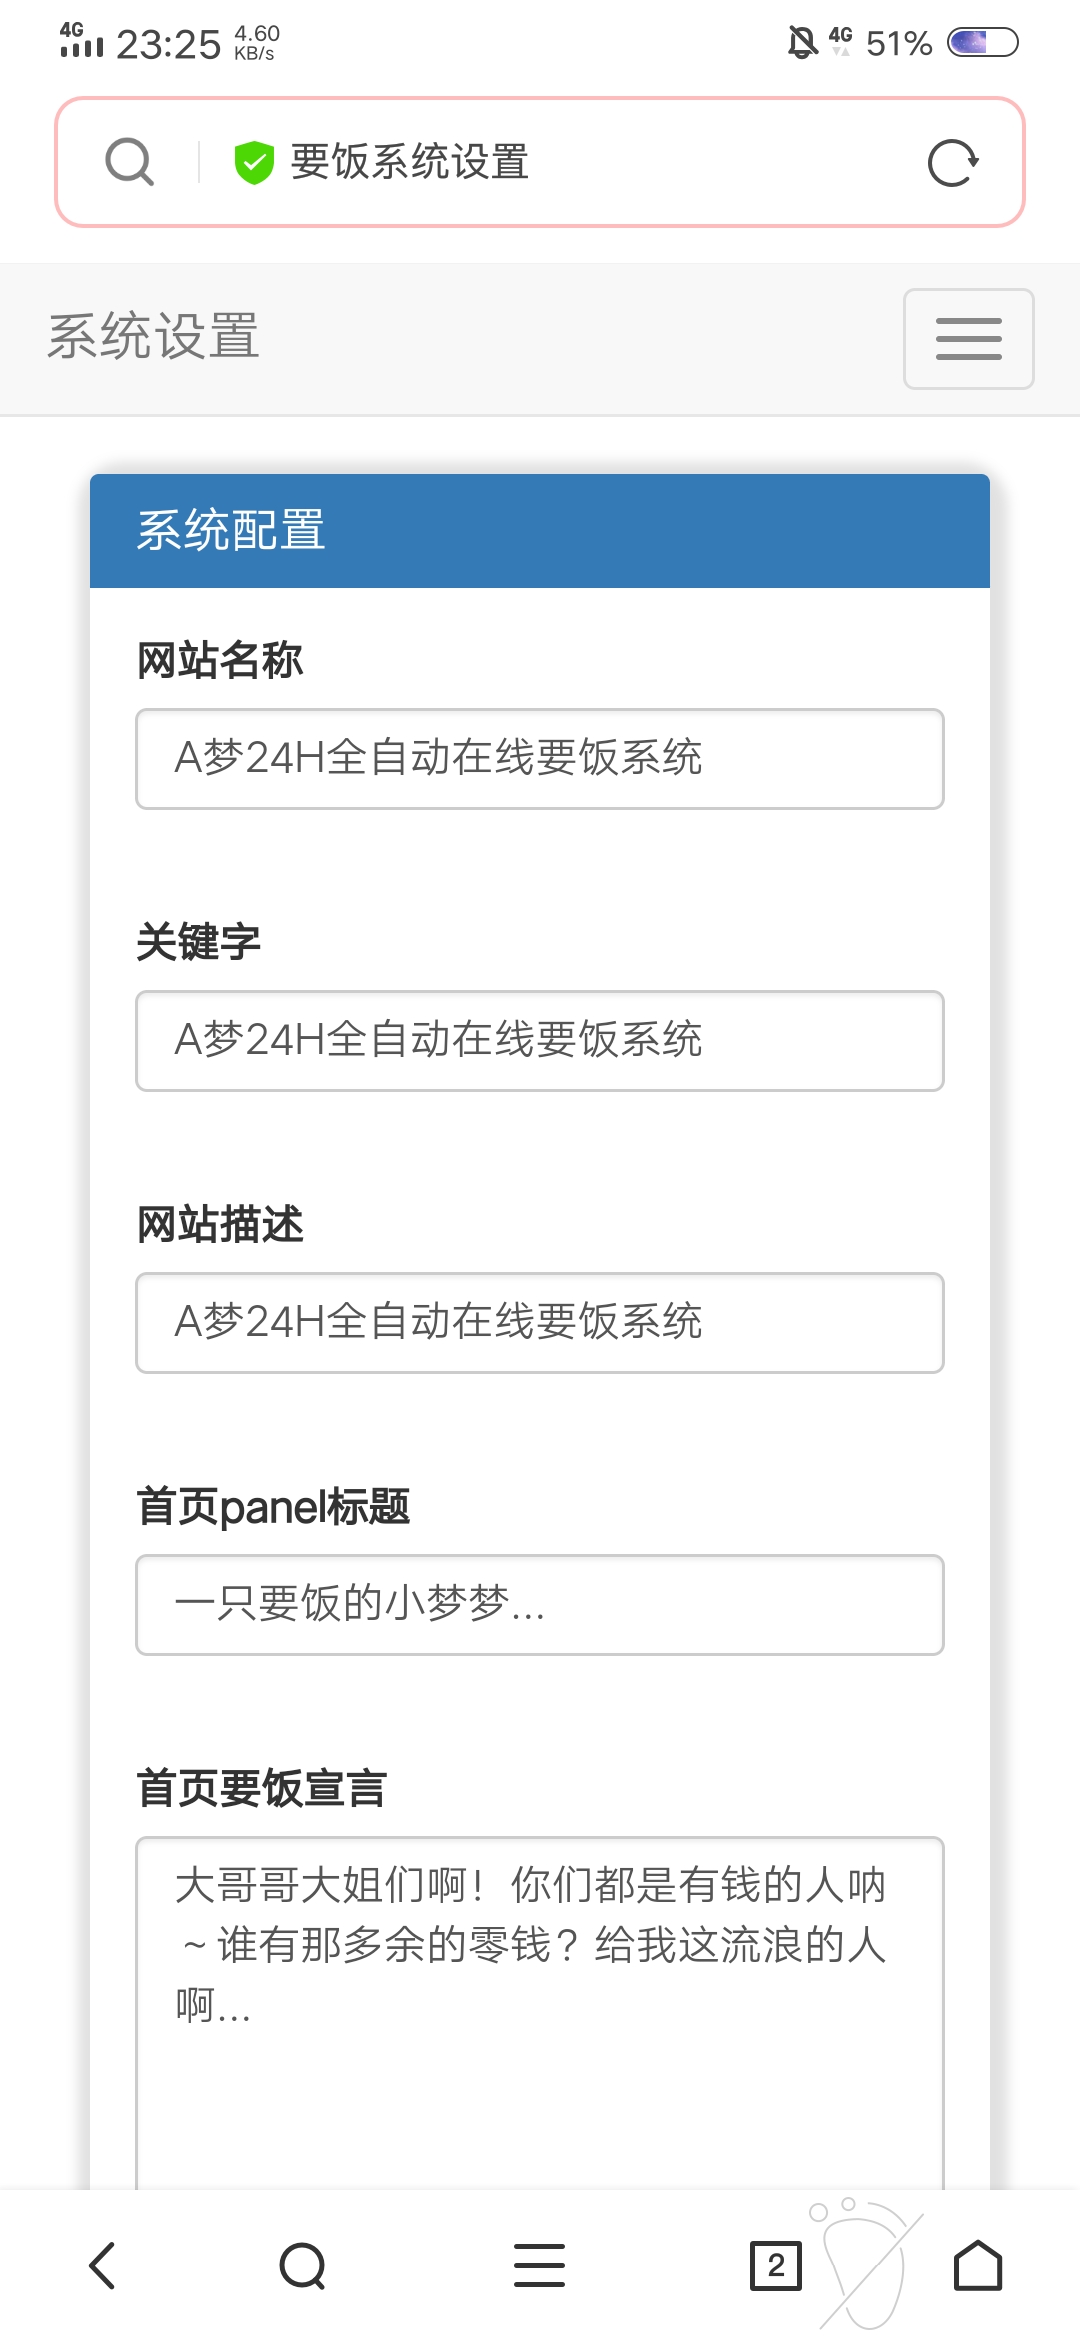 4G 23:25 4.60 KB/s 4G 51%
要饭系统设置
系统设置
系统配置
网站名称
A梦24H全自动在线要饭系统
关键字
A梦24H全自动在线要饭系统
网站描述
A梦24H全自动在线要饭系统
首页panel标题
一只要饭的小梦梦...
首页要饭宣言
大哥哥大姐们啊！你们都是有钱的人呐
～谁有那多余的零钱？给我这流浪的人
啊...
2